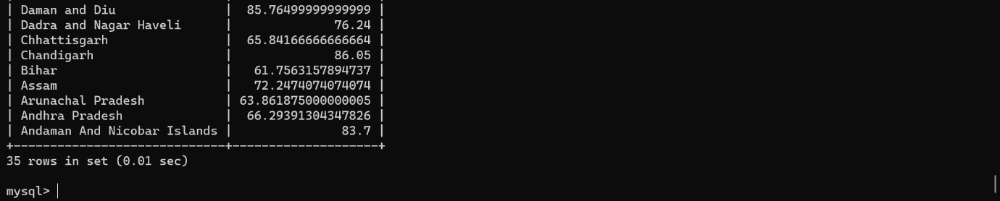 | Daman and Diu               |  85.76499999999999 |
| Dadra and Nagar Haveli      |              76.24 |
| Chhattisgarh                |  65.84166666666664 |
| Chandigarh                  |              86.05 |
| Bihar                       |   61.7563157894737 |
| Assam                       |   72.2474074074074 |
| Arunachal Pradesh           | 63.861875000000005 |
| Andhra Pradesh              |  66.29391304347826 |
| Andaman And Nicobar Islands |               83.7 |
+-----------------------------+--------------------+
35 rows in set (0.01 sec)
mysql>